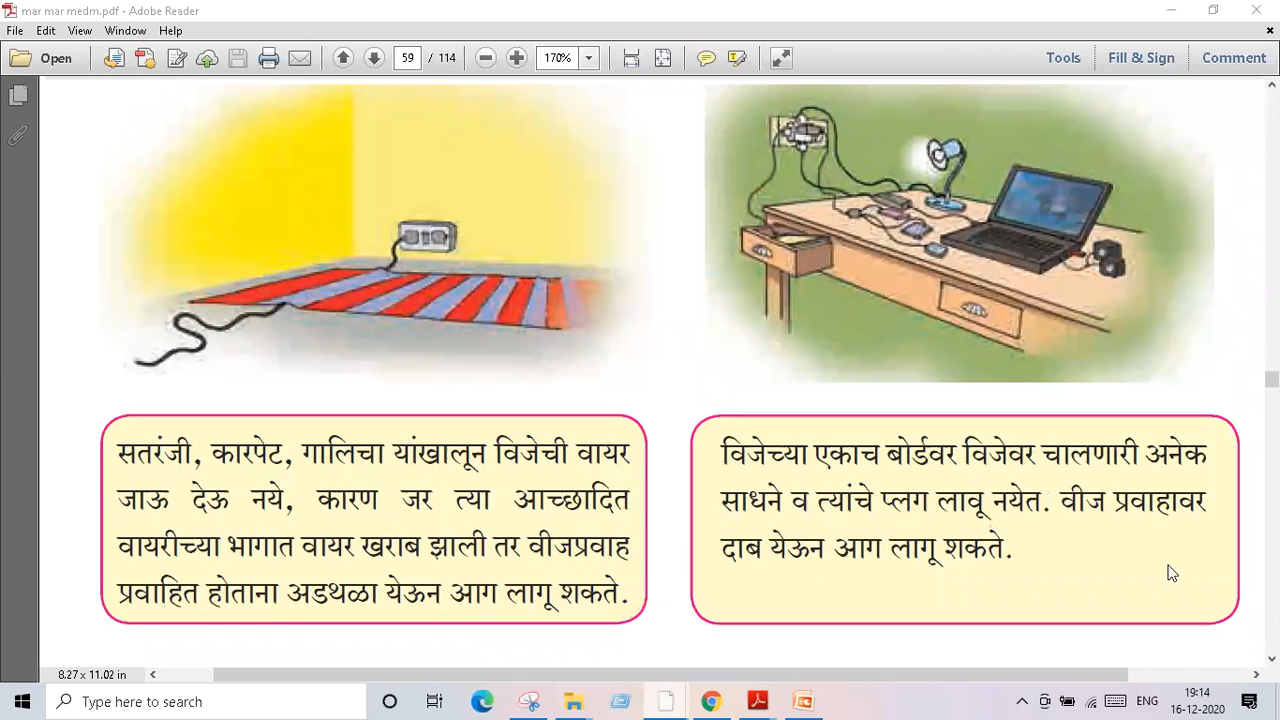 mar mar medm.pdf - Adobe Reader
File Edit View Window Help
Open 59 / 114 170% Tools Fill & Sign Comment
सतरंजी, कारपेट, गालिचा यांखालून विजेची वायर
जाऊ देऊ नये, कारण जर त्या आच्छादित
वायरीच्या भागात वायर खराब झाली तर वीजप्रवाह
प्रवाहित होताना अडथळा येऊन आग लागू शकते.
विजेच्या एकाच बोर्डवर विजेवर चालणारी अनेक
साधने व त्यांचे प्लग लावू नयेत. वीज प्रवाहावर
दाब येऊन आग लागू शकते.
8.27 x 11.02 in
Type here to search
ENG
19:14
16-12-2020